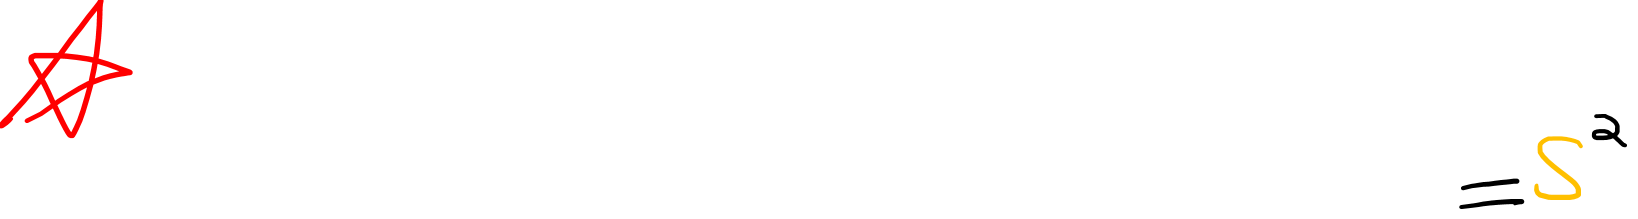 = S²